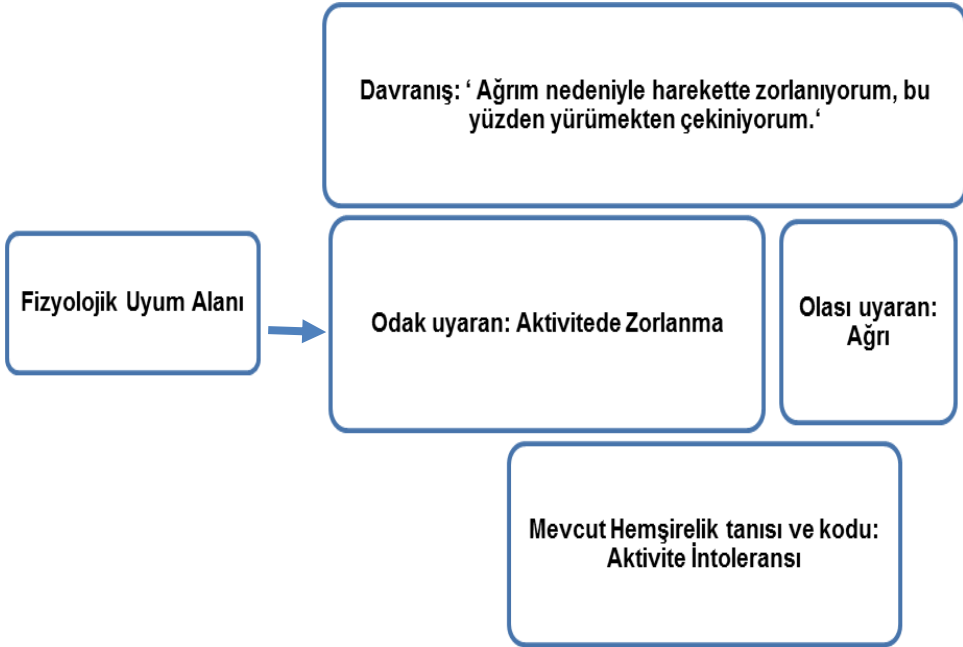 Davranış: ‘ Ağrım nedeniyle harekette zorlanıyorum, bu
yüzden yürümekten çekiniyorum.‘
Fizyolojik Uyum Alanı
Odak uyaran: Aktivitede Zorlanma
Olası uyaran:
Ağrı
Mevcut Hemşirelik tanısı ve kodu:
Aktivite İntoleransı